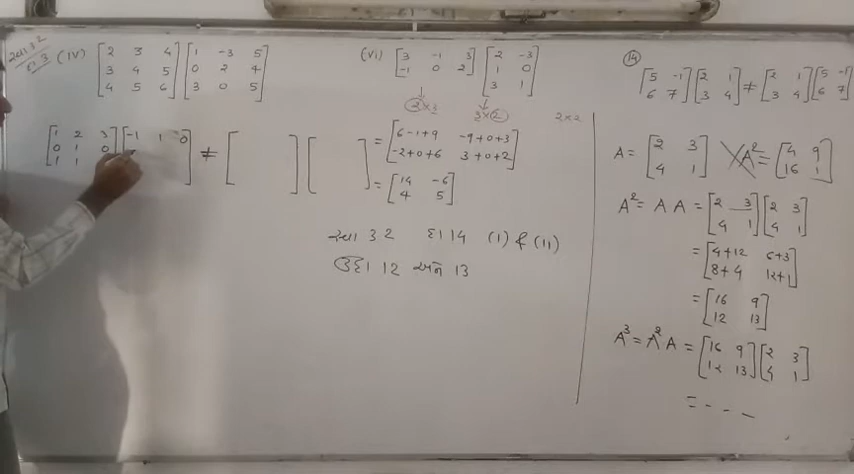 સ્વા 3.2
દા 3 (iv) [2 3 4] [1 -3 5]
[3 4 5] [0 2 4]
[4 5 6] [3 0 5]
[1 2 3] [-1 1 0] ≠ [ ] [ ]
[0 1 0]
[1 1
(vi) [3 -1 3] [2 -3]
[-1 0 2] [1 0]
[3 1]
2×3 3×2 2×2
= [6-1+9 -9+0+3]
[-2+0+6 3+0+2]
= [14 -6]
[4 5]
સ્વા 3.2 દા 14 (i) & (ii)
ઉદા 12 અને 13
(14)
[5 -1] [2 1] ≠ [2 1] [5 -1]
[6 7] [3 4] [3 4] [6 7]
A = [2 3] A² = [4 9]
[4 1] [16 1]
A² = A A = [2 3] [2 3]
[4 1] [4 1]
= [4+12 6+3]
[8+4 12+1]
= [16 9]
[12 13]
A³ = A² A = [16 9] [2 3]
[12 13] [4 1]
= - - -